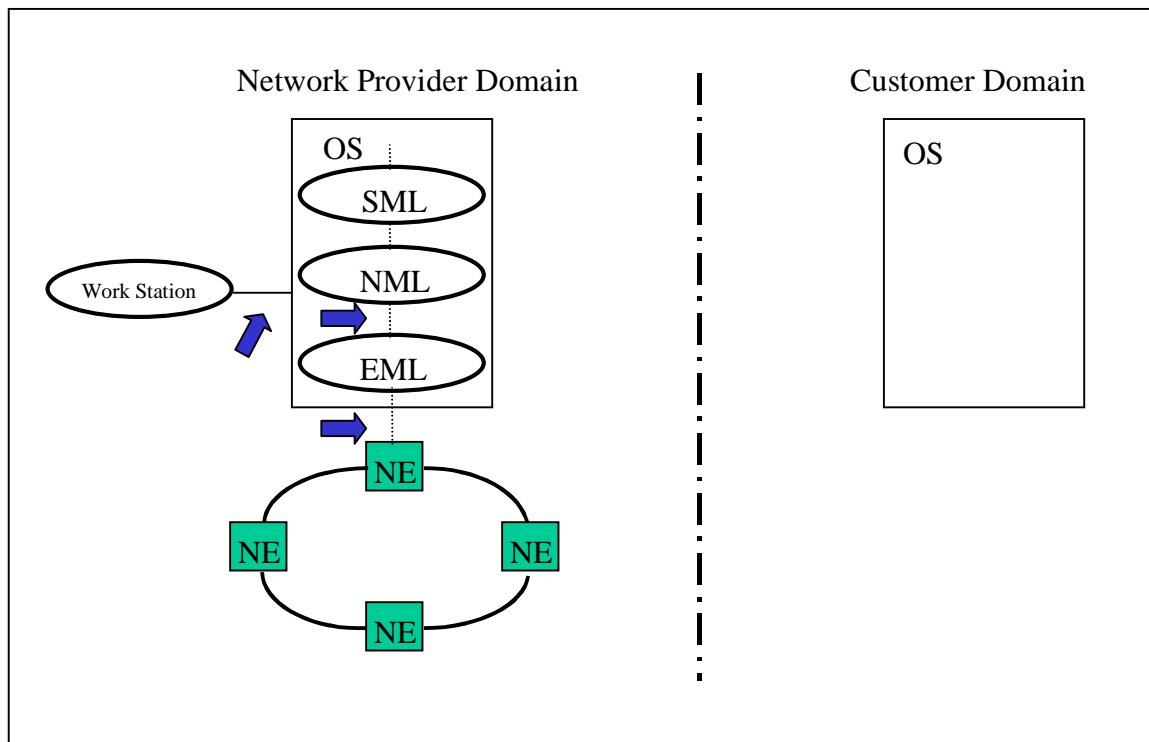 Network Provider Domain
Customer Domain
OS
SML
NML
EML
Work Station
OS
NE
NE
NE
NE